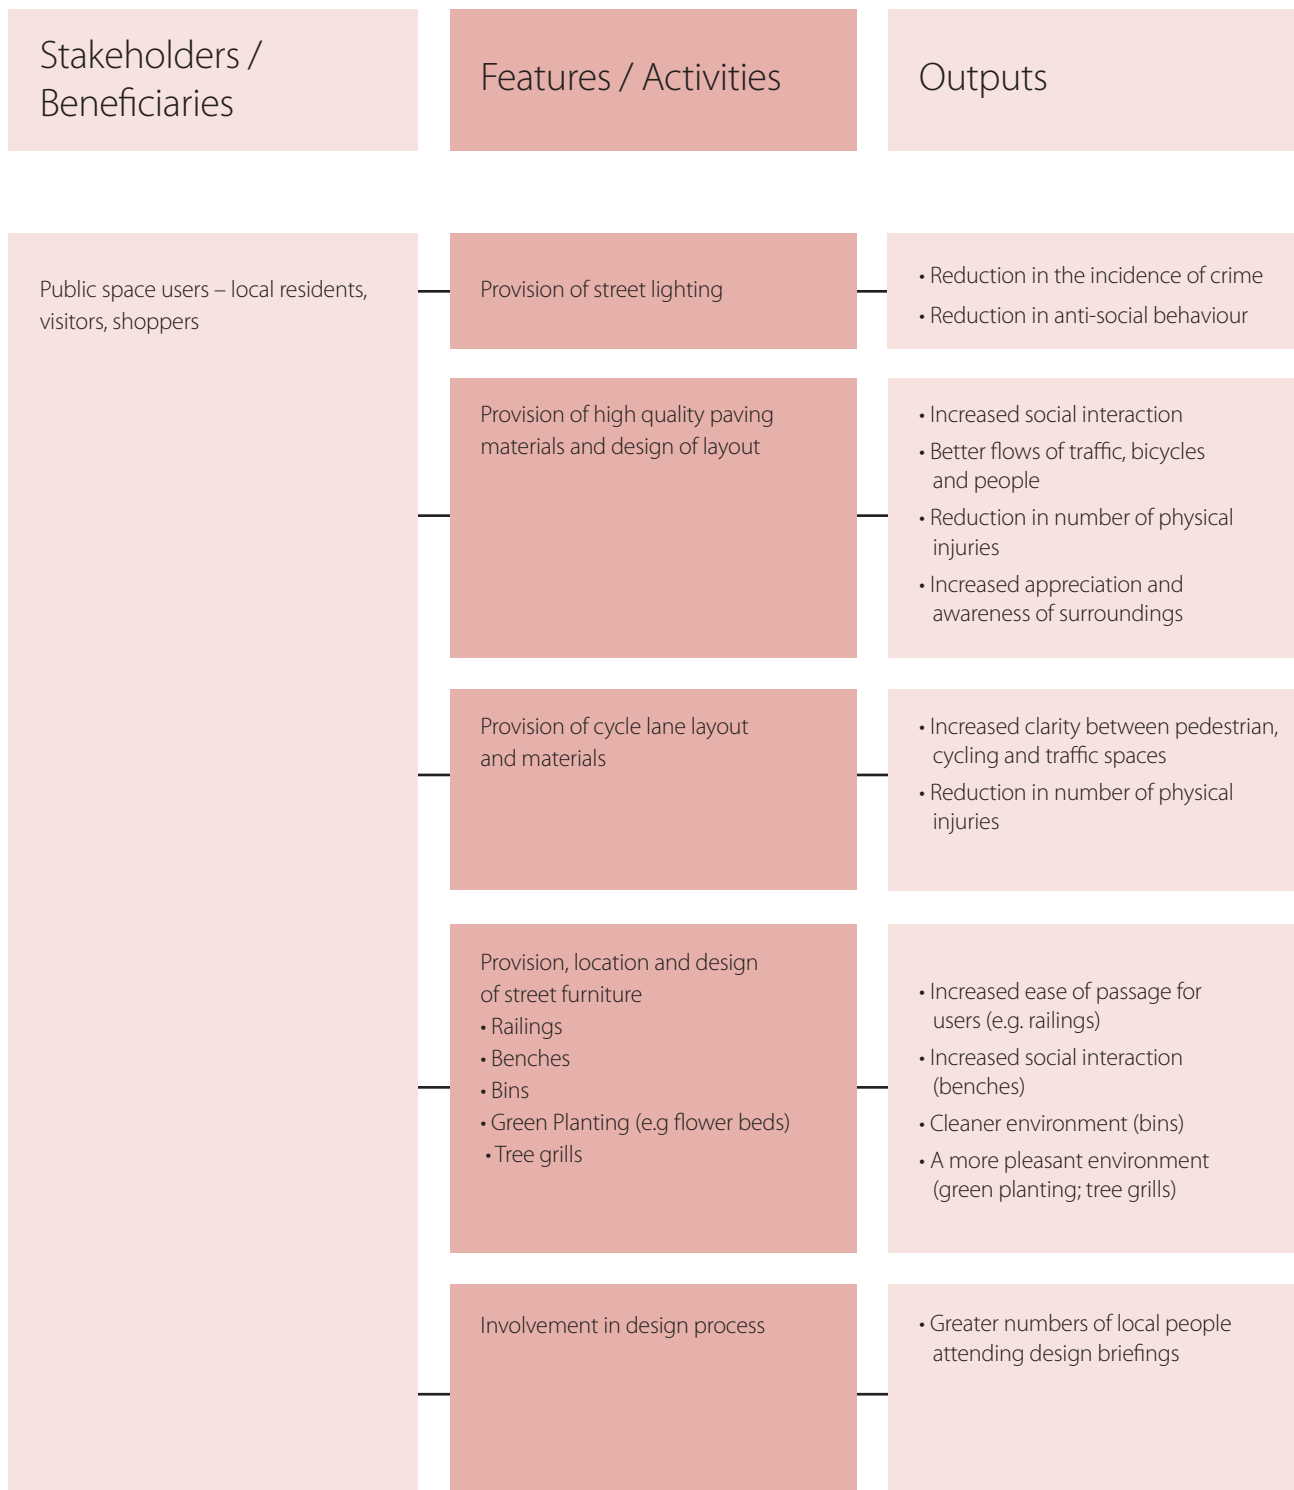 Stakeholders /
Beneficiaries
Features / Activities
Outputs
Public space users – local residents,
visitors, shoppers
Provision of street lighting
• Reduction in the incidence of crime
• Reduction in anti-social behaviour
Provision of high quality paving
materials and design of layout
• Increased social interaction
• Better flows of traffic, bicycles
and people
• Reduction in number of physical
injuries
• Increased appreciation and
awareness of surroundings
Provision of cycle lane layout
and materials
• Increased clarity between pedestrian,
cycling and traffic spaces
• Reduction in number of physical
injuries
Provision, location and design
of street furniture
• Railings
• Benches
• Bins
• Green Planting (e.g flower beds)
• Tree grills
• Increased ease of passage for
users (e.g. railings)
• Increased social interaction
(benches)
• Cleaner environment (bins)
• A more pleasant environment
(green planting; tree grills)
Involvement in design process
• Greater numbers of local people
attending design briefings